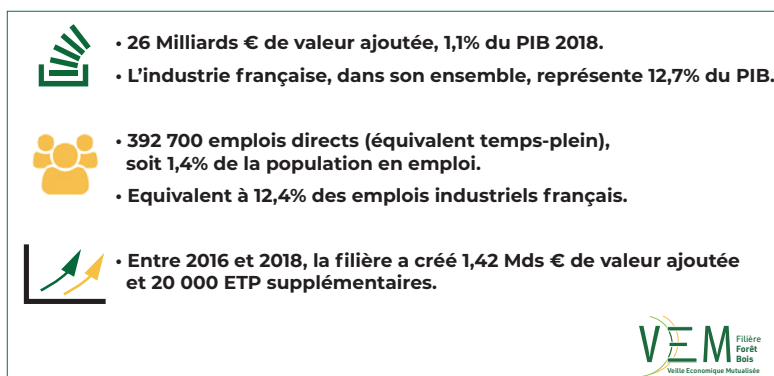 • 26 Milliards € de valeur ajoutée, 1,1% du PIB 2018.
• L'industrie française, dans son ensemble, représente 12,7% du PIB.
• 392 700 emplois directs (équivalent temps-plein),
soit 1,4% de la population en emploi.
• Equivalent à 12,4% des emplois industriels français.
• Entre 2016 et 2018, la filière a créé 1,42 Mds € de valeur ajoutée
et 20 000 ETP supplémentaires.
VEM
Filière
Forêt
Bois
Veille Economique Mutualisée